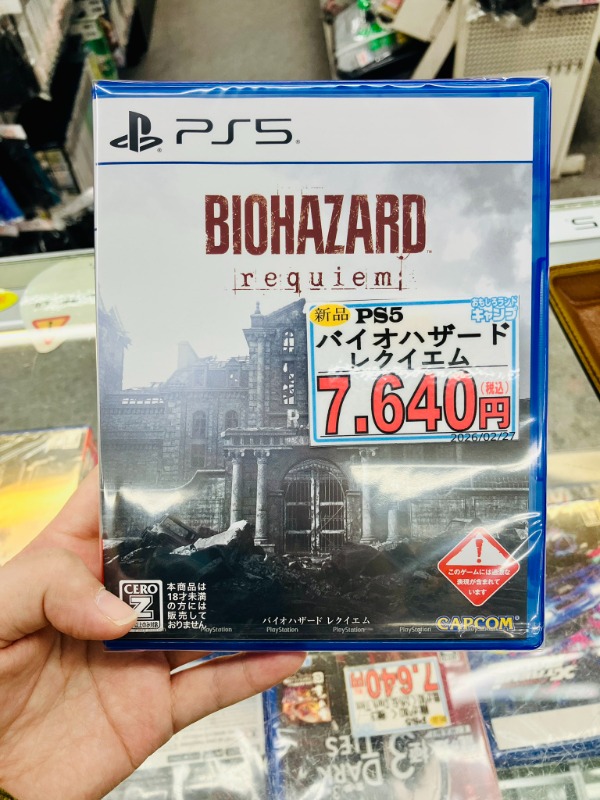 PS5
BIOHAZARD
requiem
おもしろランド
キャンプ
新品 PS5
バイオハザード
レクイエム
7.640円(税込)
2026/02/27
R
このゲームには過激な
表現が含まれて
います
CERO
Z
本商品は
18才未満
の方には
販売して
おりません。
バイオハザード レクイエム
CAPCOM
PlayStation PlayStation PlayStation PlayStation
7.640円
3
DARK
TIES